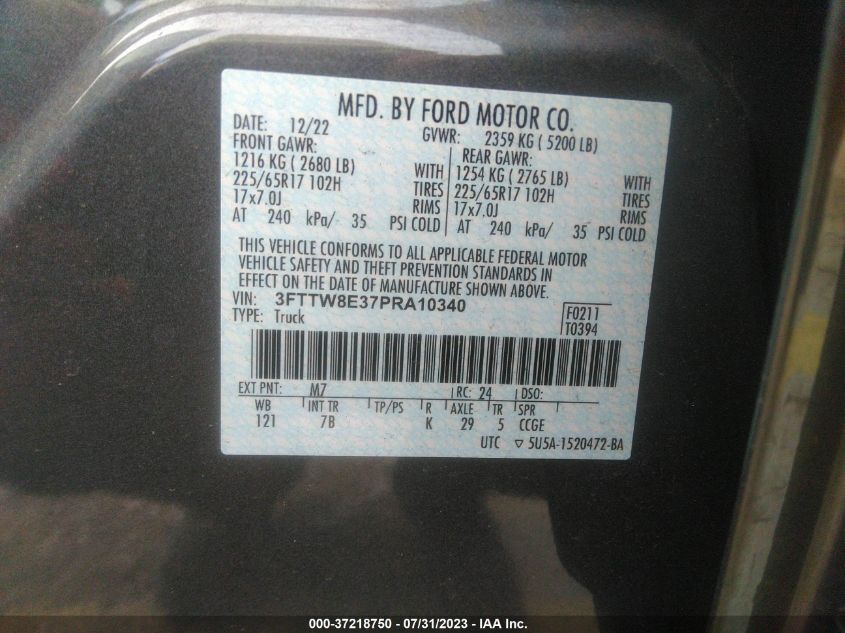 MFD. BY FORD MOTOR CO.
DATE: 12/22 GVWR: 2359 KG ( 5200 LB)
FRONT GAWR: REAR GAWR:
1216 KG ( 2680 LB) WITH 1254 KG ( 2765 LB) WITH
225/65R17 102H TIRES 225/65R17 102H TIRES
17x7.0J RIMS 17x7.0J RIMS
AT 240 kPa/ 35 PSI COLD AT 240 kPa/ 35 PSI COLD
THIS VEHICLE CONFORMS TO ALL APPLICABLE FEDERAL MOTOR
VEHICLE SAFETY AND THEFT PREVENTION STANDARDS IN
EFFECT ON THE DATE OF MANUFACTURE SHOWN ABOVE.
VIN: 3FTTW8E37PRA10340 F0211
TYPE: Truck T0394
EXT PNT: M7 RC: 24 DSO:
WB INT TR TP/PS R AXLE TR SPR
121 7B K 29 5 CCGE
UTC ▽ 5U5A-1520472-BA
000-37218750 - 07/31/2023 - IAA Inc.